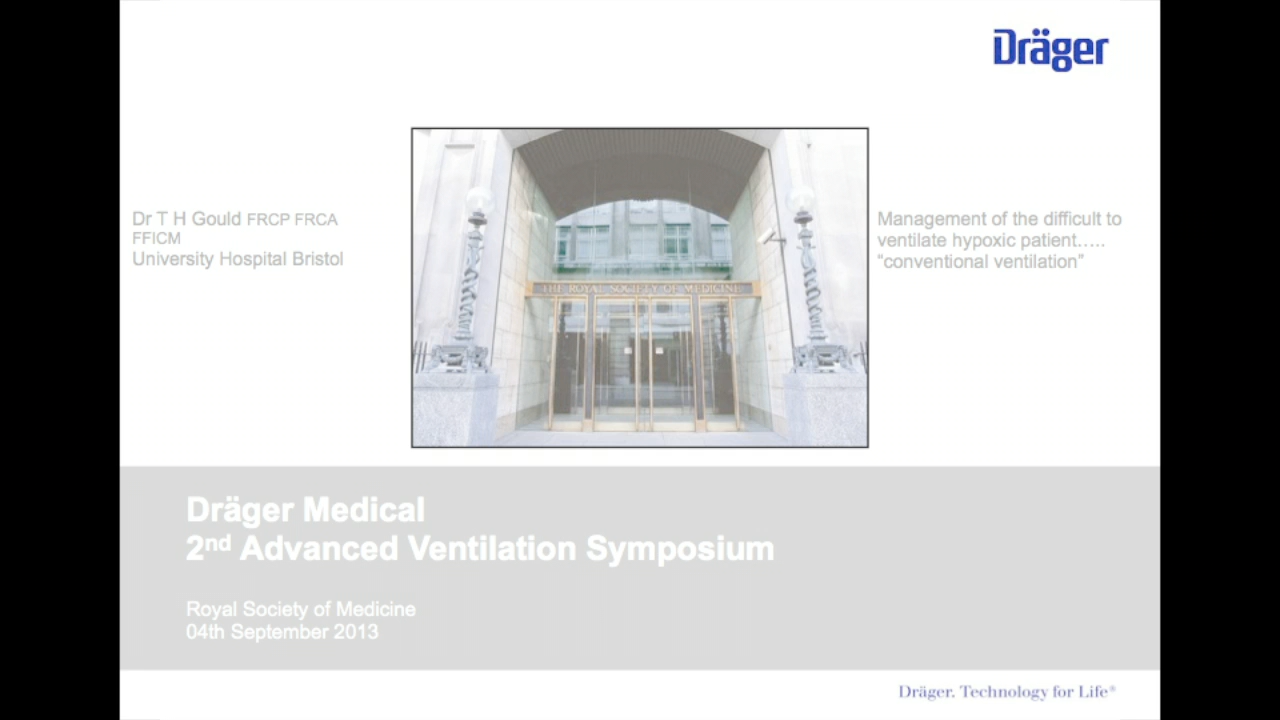 Dräger
Dr T H Gould FRCP FRCA
FFICM
University Hospital Bristol
THE ROYAL SOCIETY OF MEDICINE
Management of the difficult to
ventilate hypoxic patient.....
“conventional ventilation”
Dräger Medical
2nd Advanced Ventilation Symposium
Royal Society of Medicine
04th September 2013
Dräger. Technology for Life®